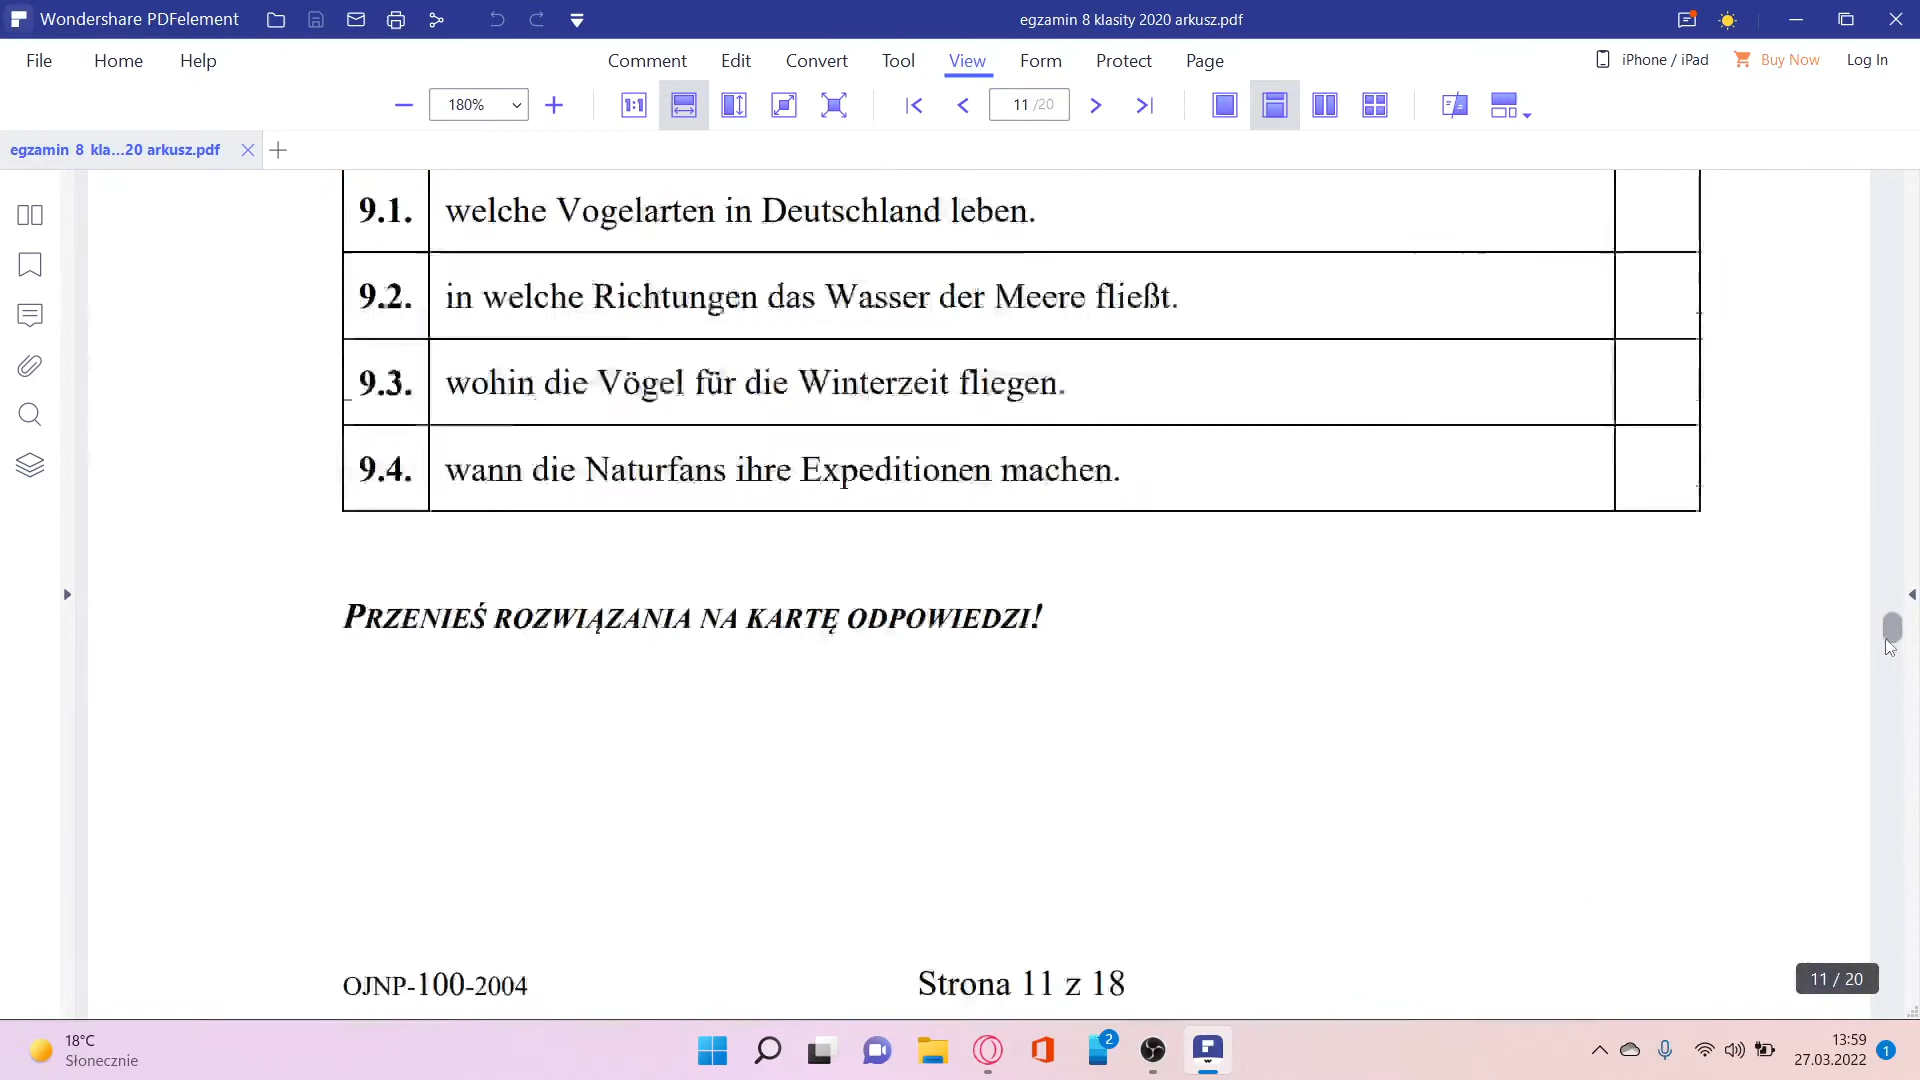 Wondershare PDFelement
egzamin 8 klasity 2020 arkusz.pdf
File Home Help Comment Edit Convert Tool View Form Protect Page iPhone / iPad Buy Now Log In
180% 1:1 11 /20
egzamin 8 kla...20 arkusz.pdf
9.1. welche Vogelarten in Deutschland leben.
9.2. in welche Richtungen das Wasser der Meere fließt.
9.3. wohin die Vögel für die Winterzeit fliegen.
9.4. wann die Naturfans ihre Expeditionen machen.
PRZENIEŚ ROZWIĄZANIA NA KARTĘ ODPOWIEDZI!
OJNP-100-2004 Strona 11 z 18
11 / 20
18°C
Słonecznie
2
13:59
27.03.2022
1